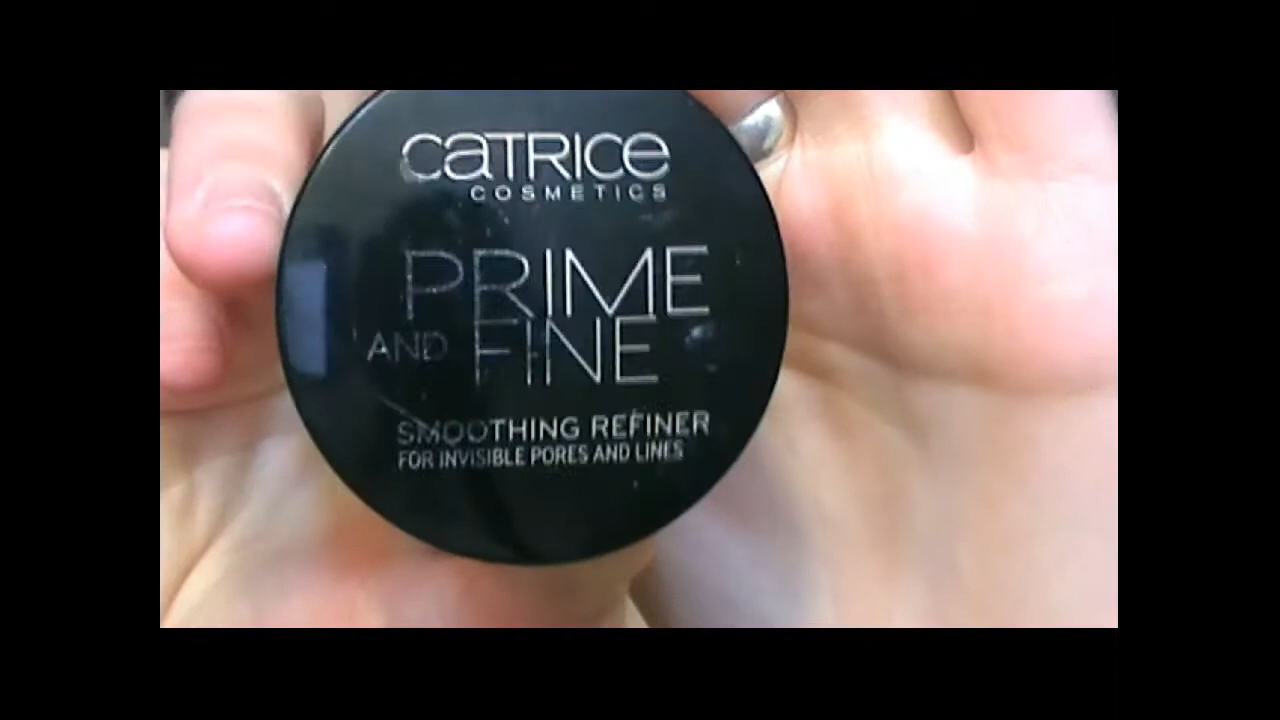 CATRICE
COSMETICS
PRIME
AND FINE
SMOOTHING REFINER
FOR INVISIBLE PORES AND LINES